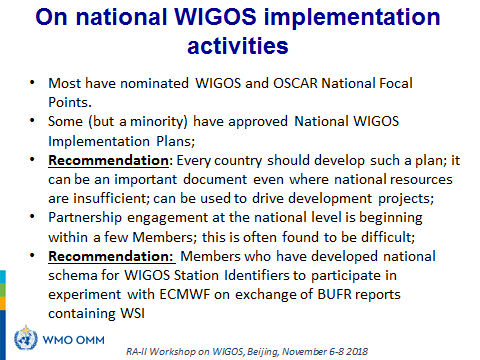 On national WIGOS implementation
activities
• Most have nominated WIGOS and OSCAR National Focal
Points.
• Some (but a minority) have approved National WIGOS
Implementation Plans;
• Recommendation: Every country should develop such a plan; it
can be an important document even where national resources
are insufficient; can be used to drive development projects;
• Partnership engagement at the national level is beginning
within a few Members; this is often found to be difficult;
• Recommendation: Members who have developed national
schema for WIGOS Station Identifiers to participate in
experiment with ECMWF on exchange of BUFR reports
containing WSI
WMO OMM
RA-II Workshop on WIGOS, Beijing, November 6-8 2018